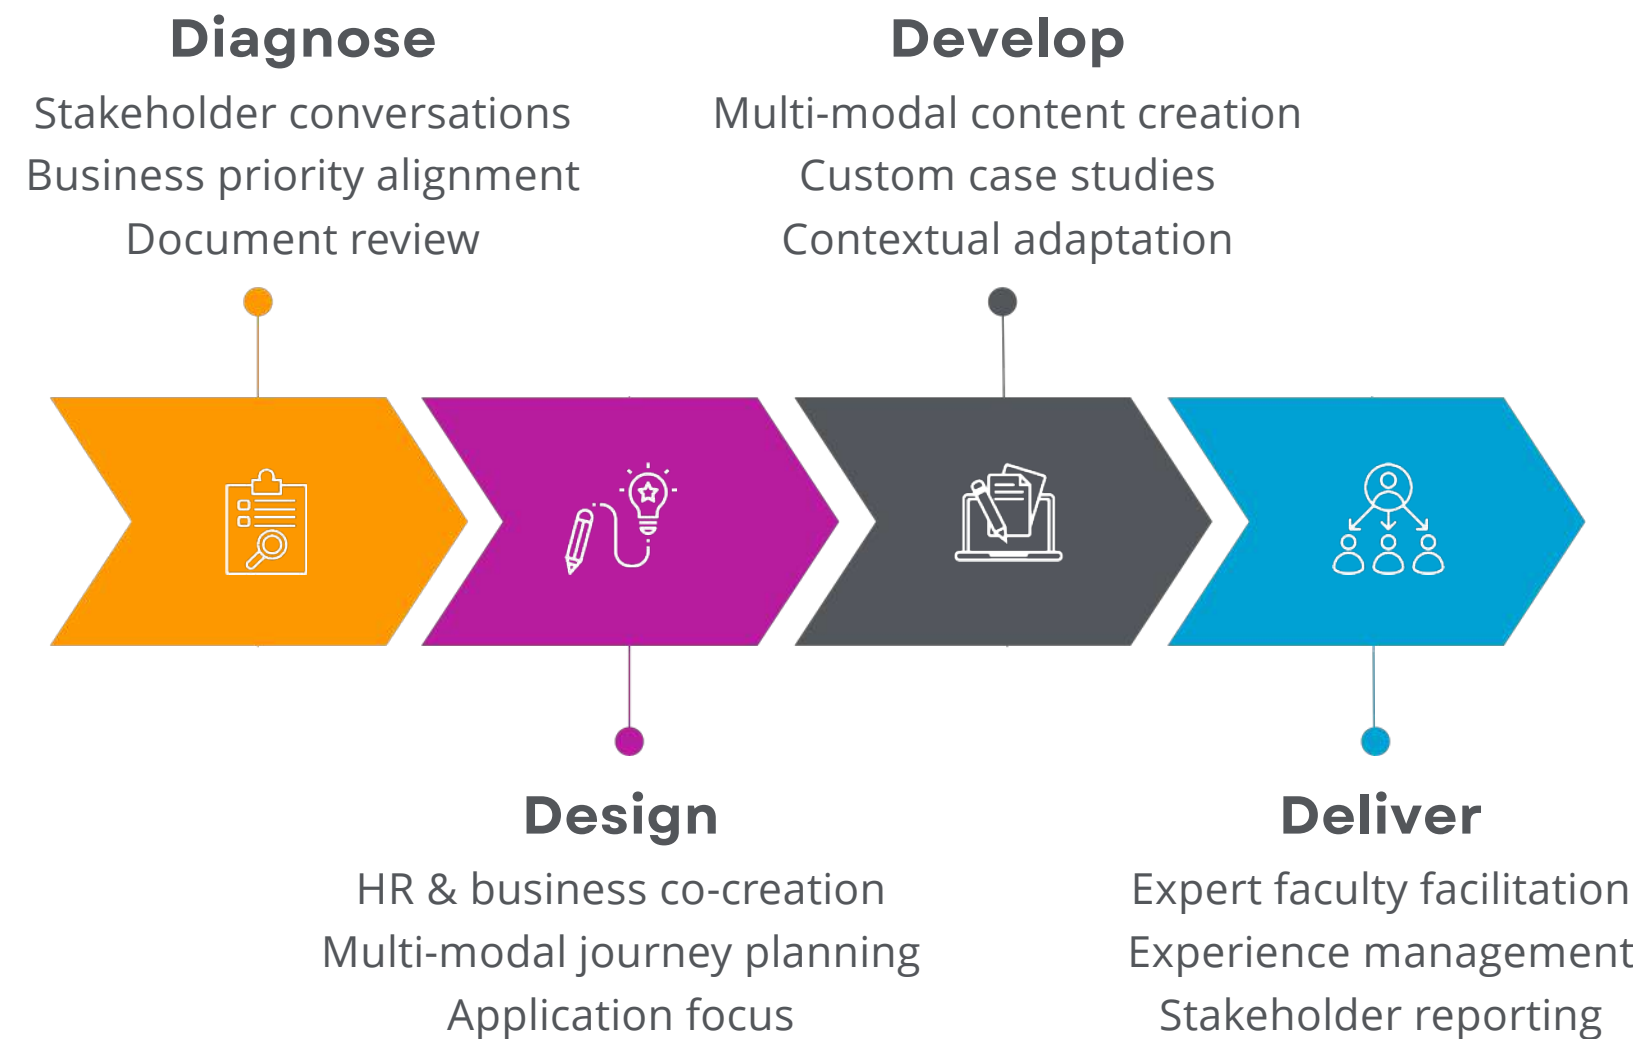 Diagnose
Stakeholder conversations
Business priority alignment
Document review
Develop
Multi-modal content creation
Custom case studies
Contextual adaptation
Design
HR & business co-creation
Multi-modal journey planning
Application focus
Deliver
Expert faculty facilitation
Experience management
Stakeholder reporting